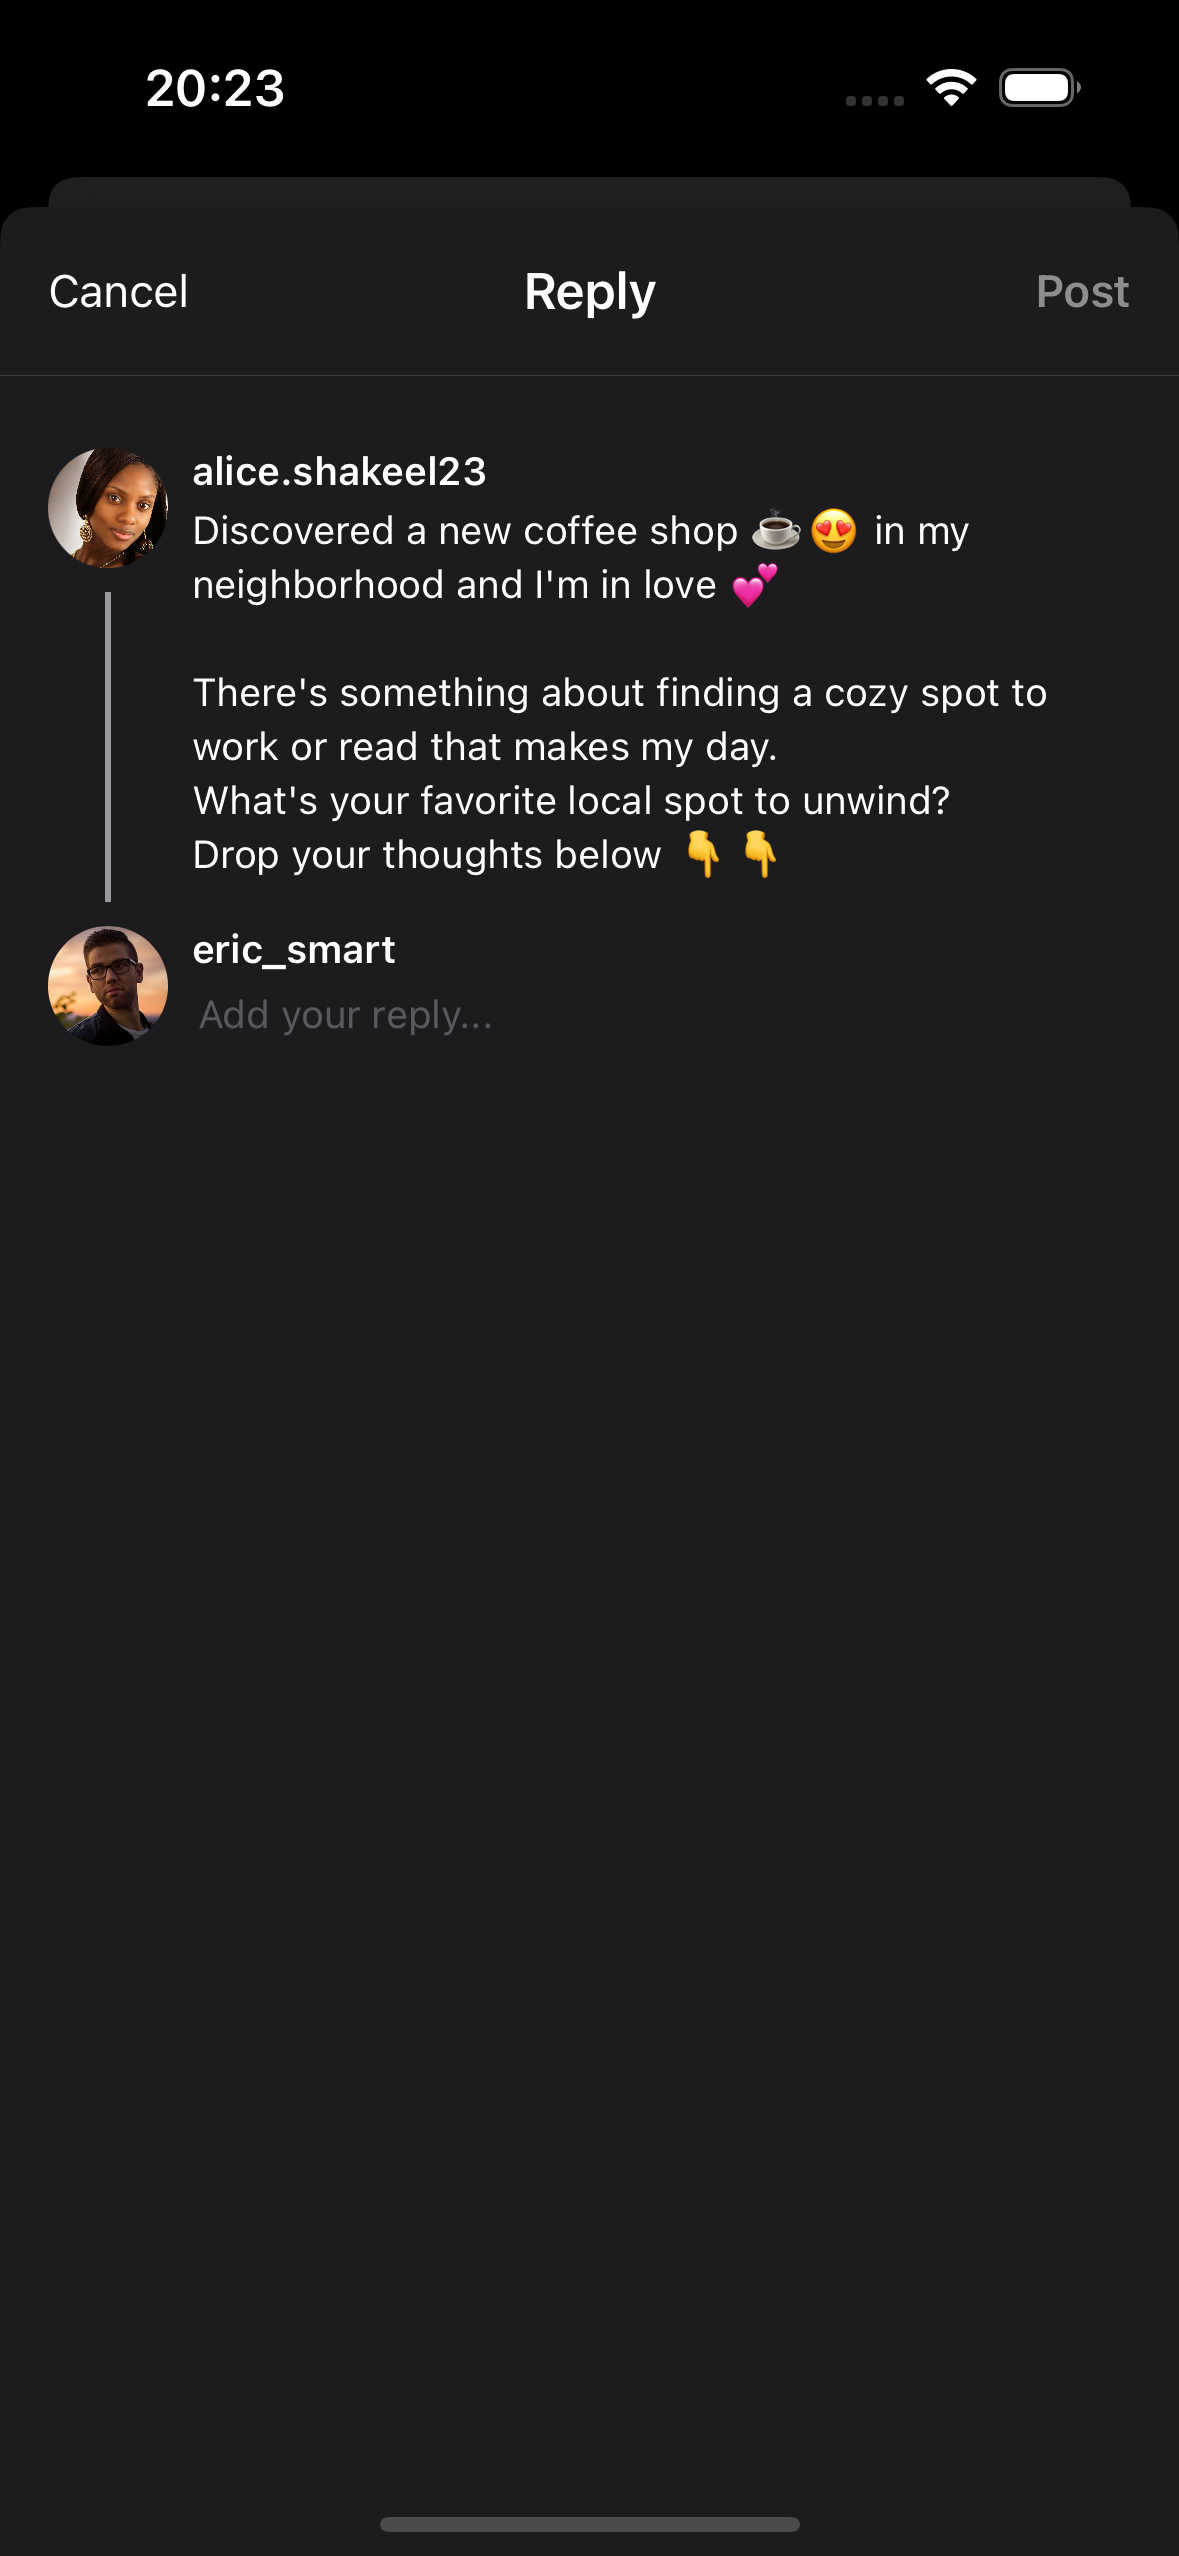 20:23
Cancel
Reply
Post
alice.shakeel23
Discovered a new coffee shop ☕😍 in my
neighborhood and I'm in love 💕
There's something about finding a cozy spot to
work or read that makes my day.
What's your favorite local spot to unwind?
Drop your thoughts below 👇 👇
eric_smart
Add your reply...